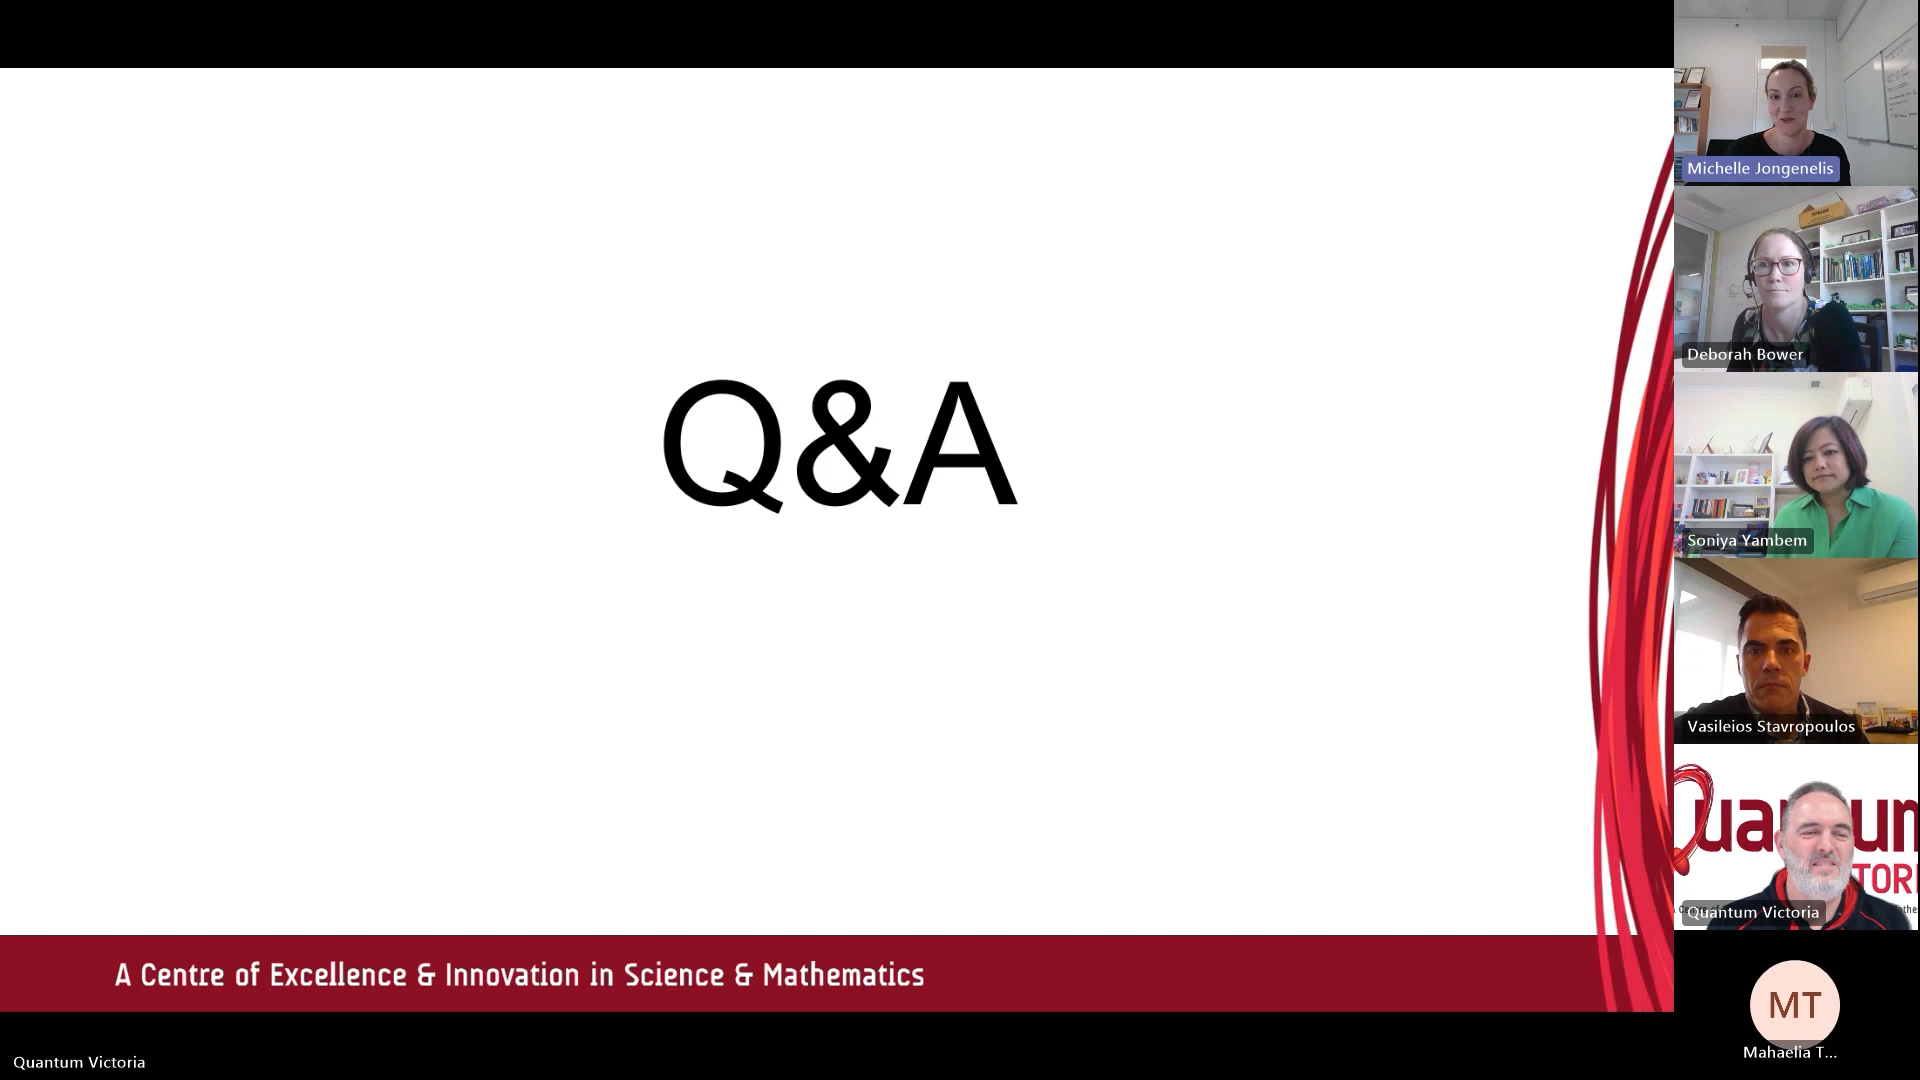 Q&A
A Centre of Excellence & Innovation in Science & Mathematics
Quantum Victoria
Michelle Jongenelis
Deborah Bower
Soniya Yambem
Vasileios Stavropoulos
Quantum Victoria
MT
Mahaelia T...